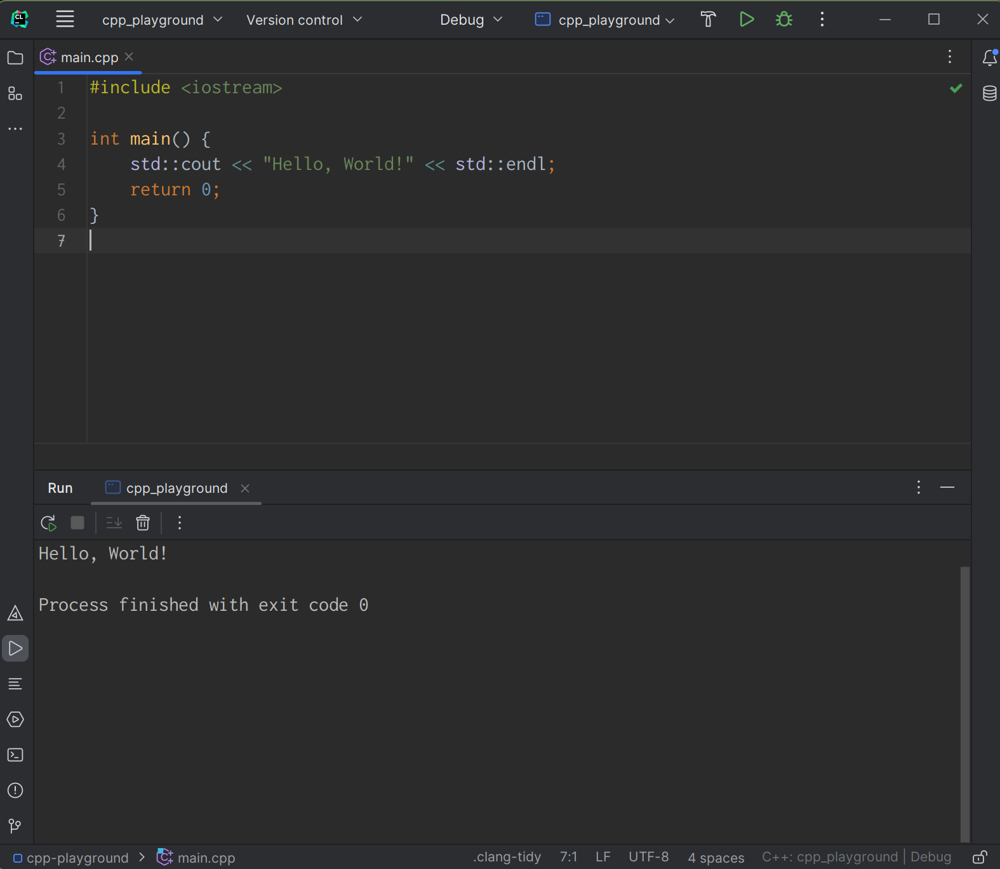 CL
cpp_playground Version control Debug cpp_playground
main.cpp
1 #include <iostream>
2
3 int main() {
4     std::cout << "Hello, World!" << std::endl;
5     return 0;
6 }
7
Run cpp_playground
Hello, World!
Process finished with exit code 0
cpp-playground > main.cpp .clang-tidy 7:1 LF UTF-8 4 spaces C++: cpp_playground | Debug